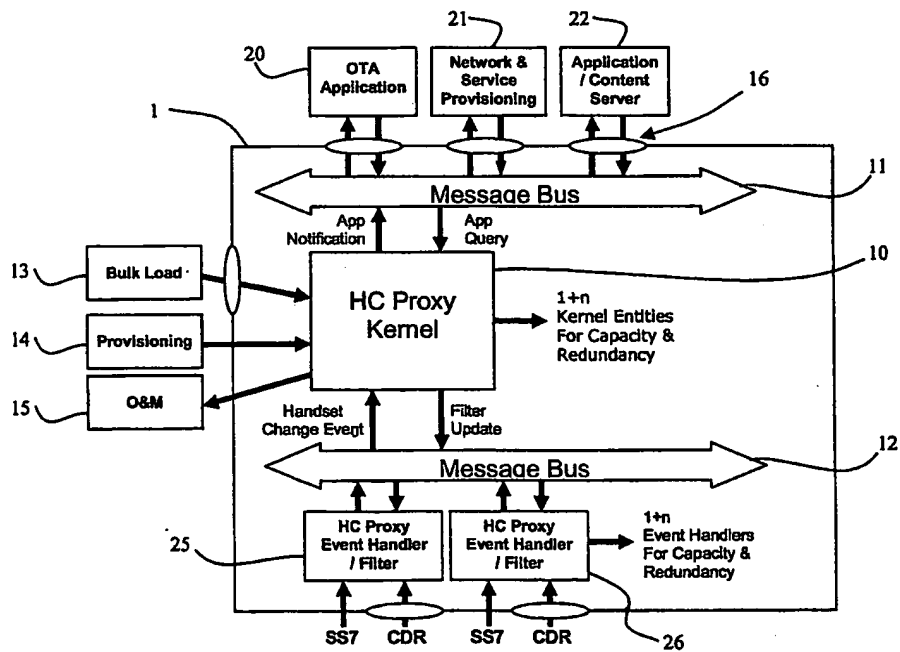 20
21
22
OTA
Application
Network &
Service
Provisioning
Application
/ Content
Server
16
1
11
Message Bus
App
Notification
App
Query
13
Bulk Load
10
HC Proxy
Kernel
1+n
Kernel Entities
For Capacity &
Redundancy
14
Provisioning
15
O&M
Handset
Change Event
Filter
Update
12
Message Bus
25
HC Proxy
Event Handler
/ Filter
HC Proxy
Event Handler
/ Filter
1+n
Event Handlers
For Capacity &
Redundancy
26
SS7
CDR
SS7
CDR